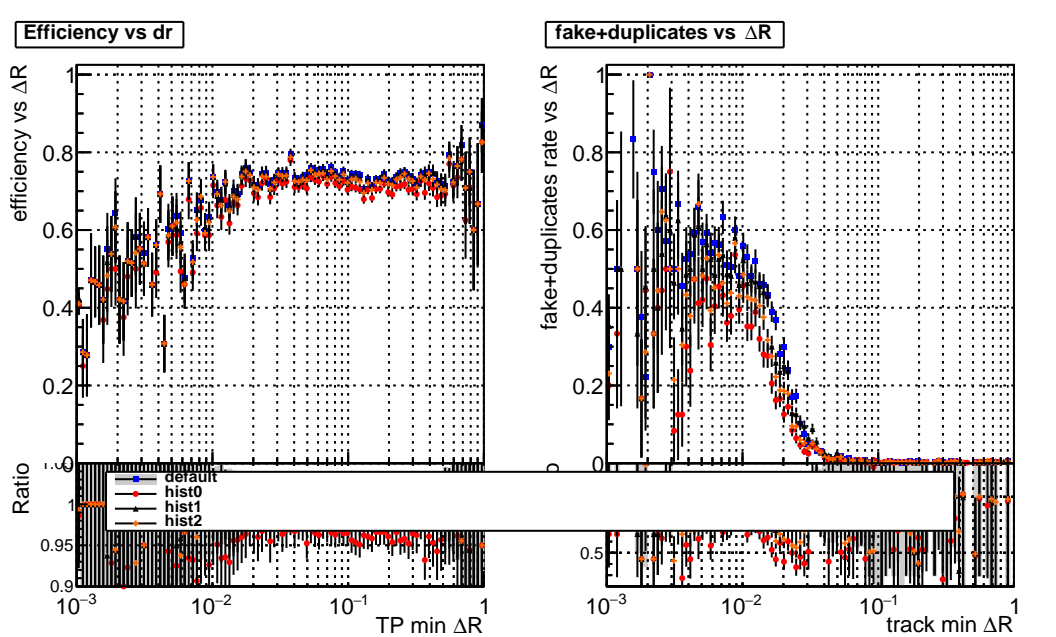 Efficiency vs dr
efficiency vs ΔR
1
0.8
0.6
0.4
0.2
0
Ratio
1
0.95
0.9
10⁻³ 10⁻² 10⁻¹ 1
TP min ΔR
fake+duplicates vs ΔR
fake+duplicates rate vs ΔR
1
0.8
0.6
0.4
0.2
0
0.5
10⁻³ 10⁻² 10⁻¹ 1
track min ΔR
default
hist0
hist1
hist2